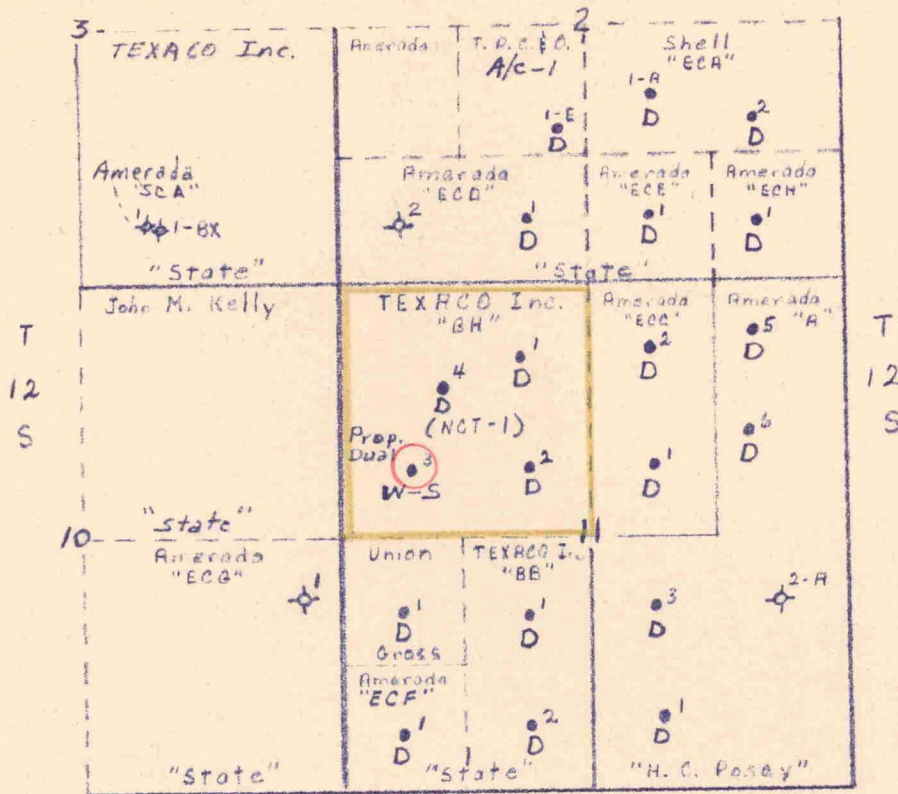 3 2
TEXACO Inc. Amerada T. P. C. & O. Shell
A/C-1 "ECA"
1-A 2
1-E D D
D
Amerada Amerada Amerada Amerada
"SCA" "ECD" "ECE" "ECH"
1 1-BX 2 1 1 1
D D D
"State" "State"
John M. Kelly TEXACO Inc. Amerada Amerada
"BH" "ECC" "A"
T T
12 12
S S
1 2 5
4 D D D
D
(NCT-1)
Prop. 6
Dual 3 2 1 D
W-S D D
"State"
10 11
Amerada Union TEXACO Inc.
"ECG" "BB"
1 1 1 3 2-A
D D D
Gross
Amerada
"ECF"
1 2 1
D D D
"State" "State" "H. C. Posey"